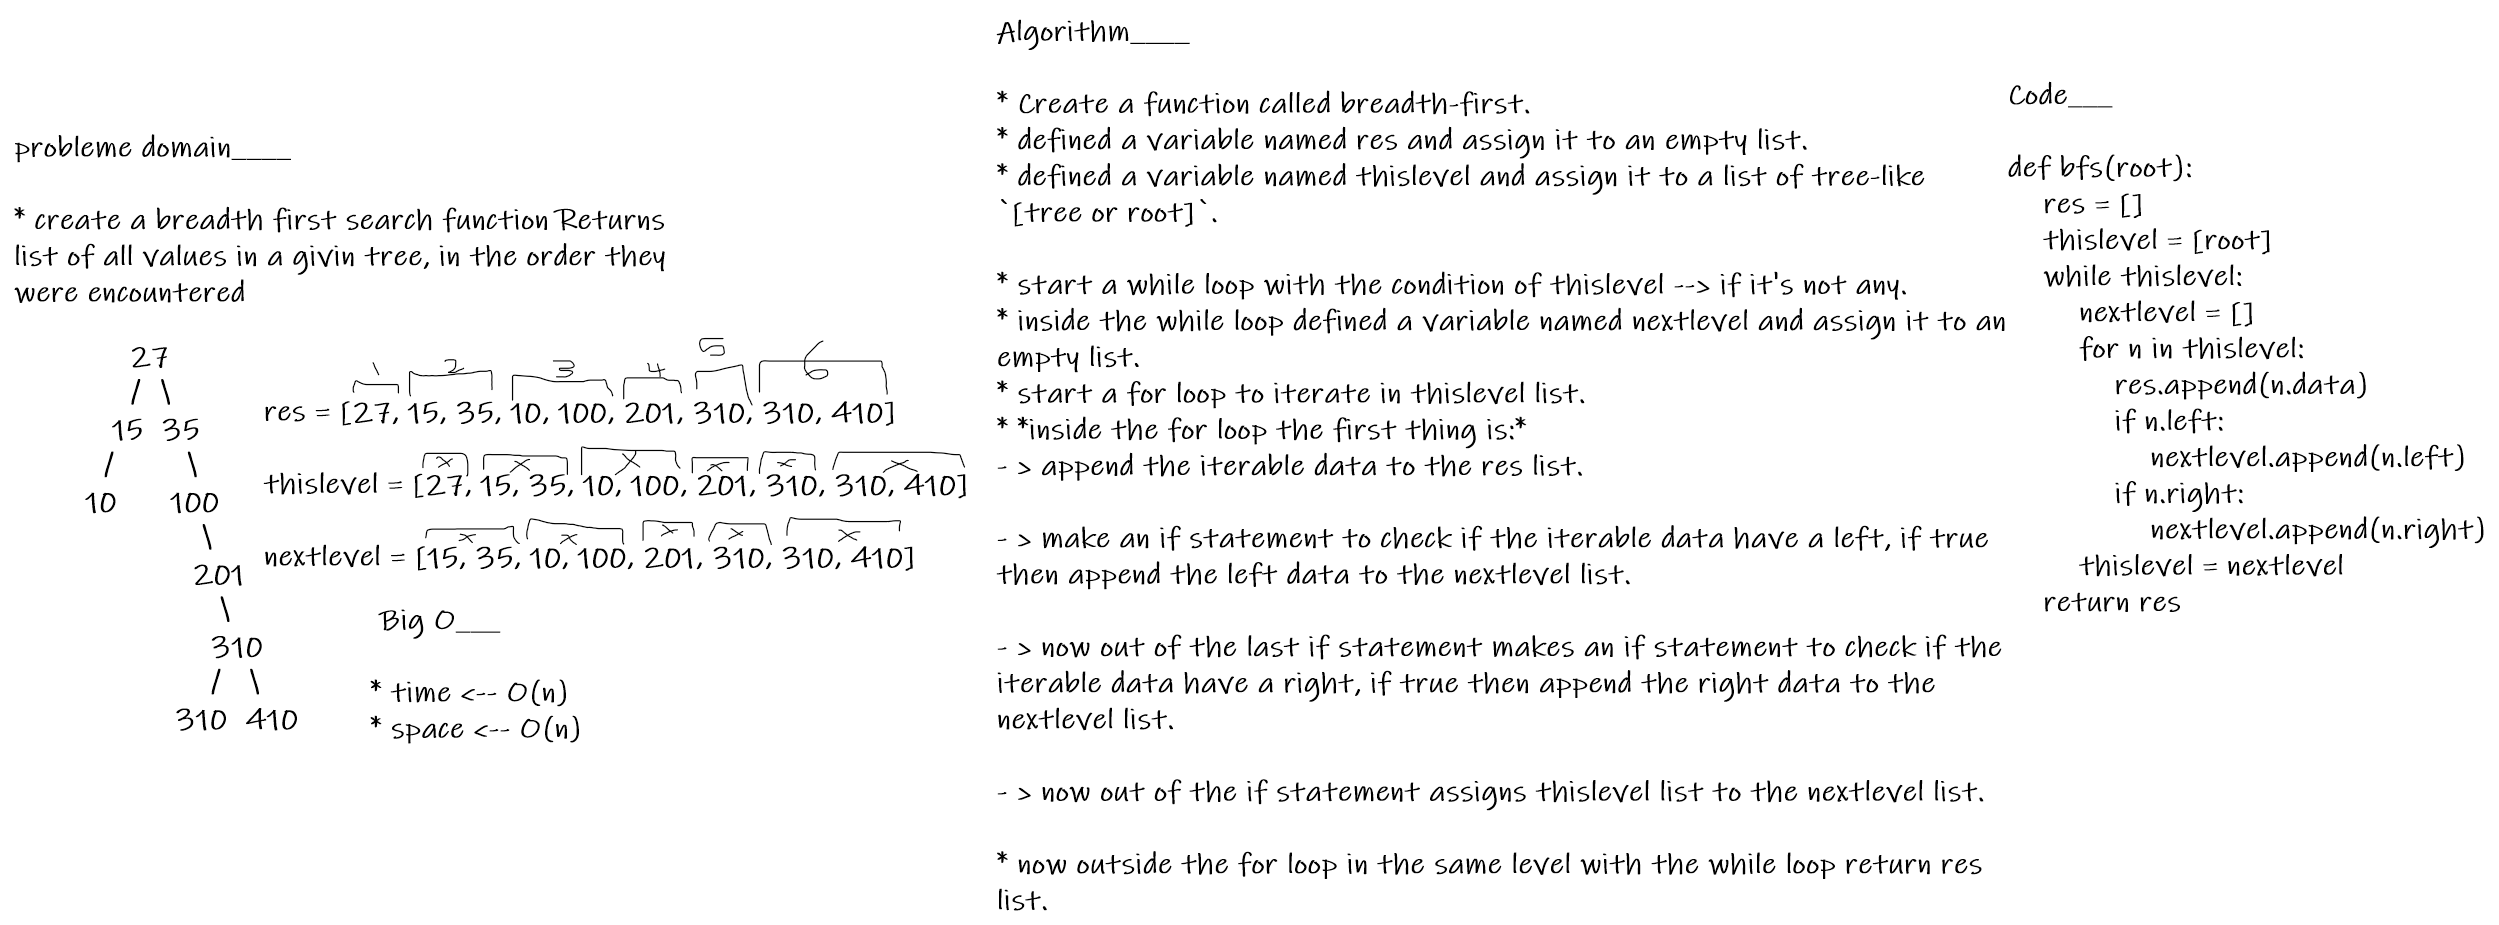 probleme domain____
* create a breadth first search function Returns
list of all values in a givin tree, in the order they
were encountered
27
15 35
10 100
201
310
310 410
1 2 3 4 5 6
res = [27, 15, 35, 10, 100, 201, 310, 310, 410]
x x x x x x
thislevel = [27, 15, 35, 10, 100, 201, 310, 310, 410]
x x x x x
nextlevel = [15, 35, 10, 100, 201, 310, 310, 410]
Big O___
* time <-- O(n)
* space <-- O(n)
Algorithm____
* Create a function called breadth-first.
* defined a variable named res and assign it to an empty list.
* defined a variable named thislevel and assign it to a list of tree-like
`[tree or root]`.
* start a while loop with the condition of thislevel --> if it's not any.
* inside the while loop defined a variable named nextlevel and assign it to an
empty list.
* start a for loop to iterate in thislevel list.
* *inside the for loop the first thing is:*
- > append the iterable data to the res list.
- > make an if statement to check if the iterable data have a left, if true
then append the left data to the nextlevel list.
- > now out of the last if statement makes an if statement to check if the
iterable data have a right, if true then append the right data to the
nextlevel list.
- > now out of the if statement assigns thislevel list to the nextlevel list.
* now outside the for loop in the same level with the while loop return res
list.
Code___
def bfs(root):
res = []
thislevel = [root]
while thislevel:
nextlevel = []
for n in thislevel:
res.append(n.data)
if n.left:
nextlevel.append(n.left)
if n.right:
nextlevel.append(n.right)
thislevel = nextlevel
return res